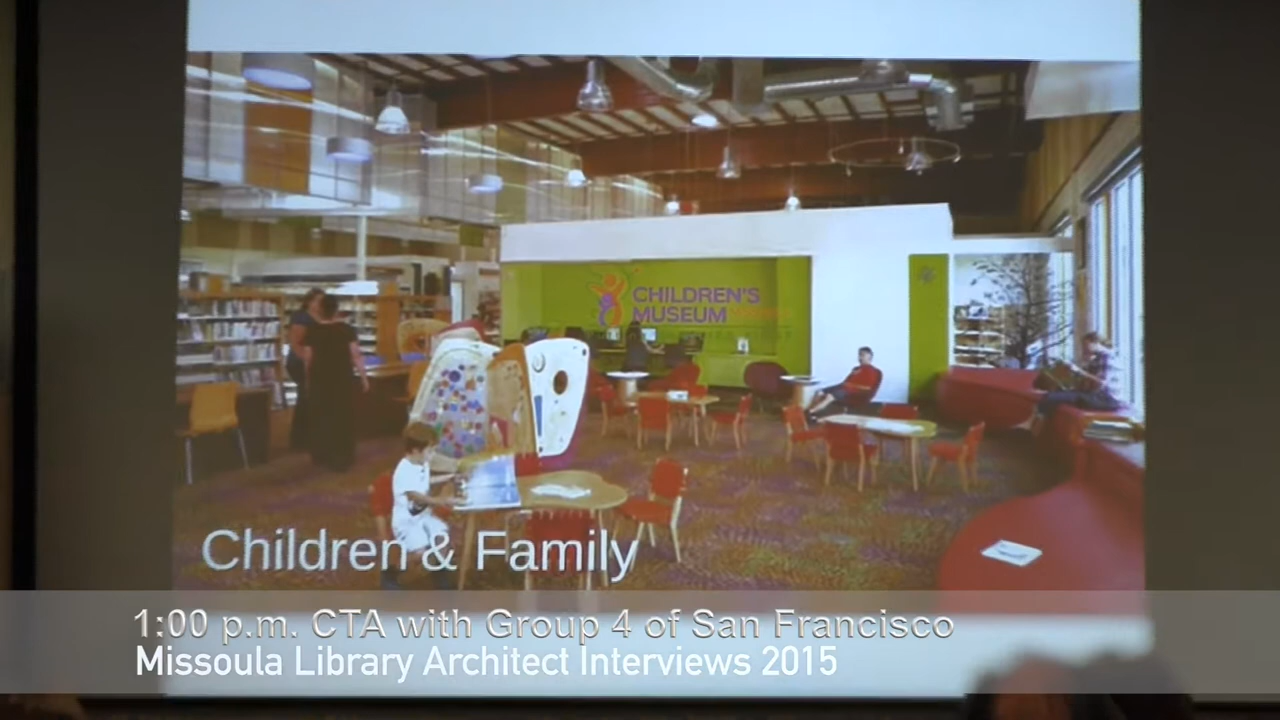 CHILDREN'S
MUSEUM
Children & Family
1:00 p.m. CTA with Group 4 of San Francisco
Missoula Library Architect Interviews 2015